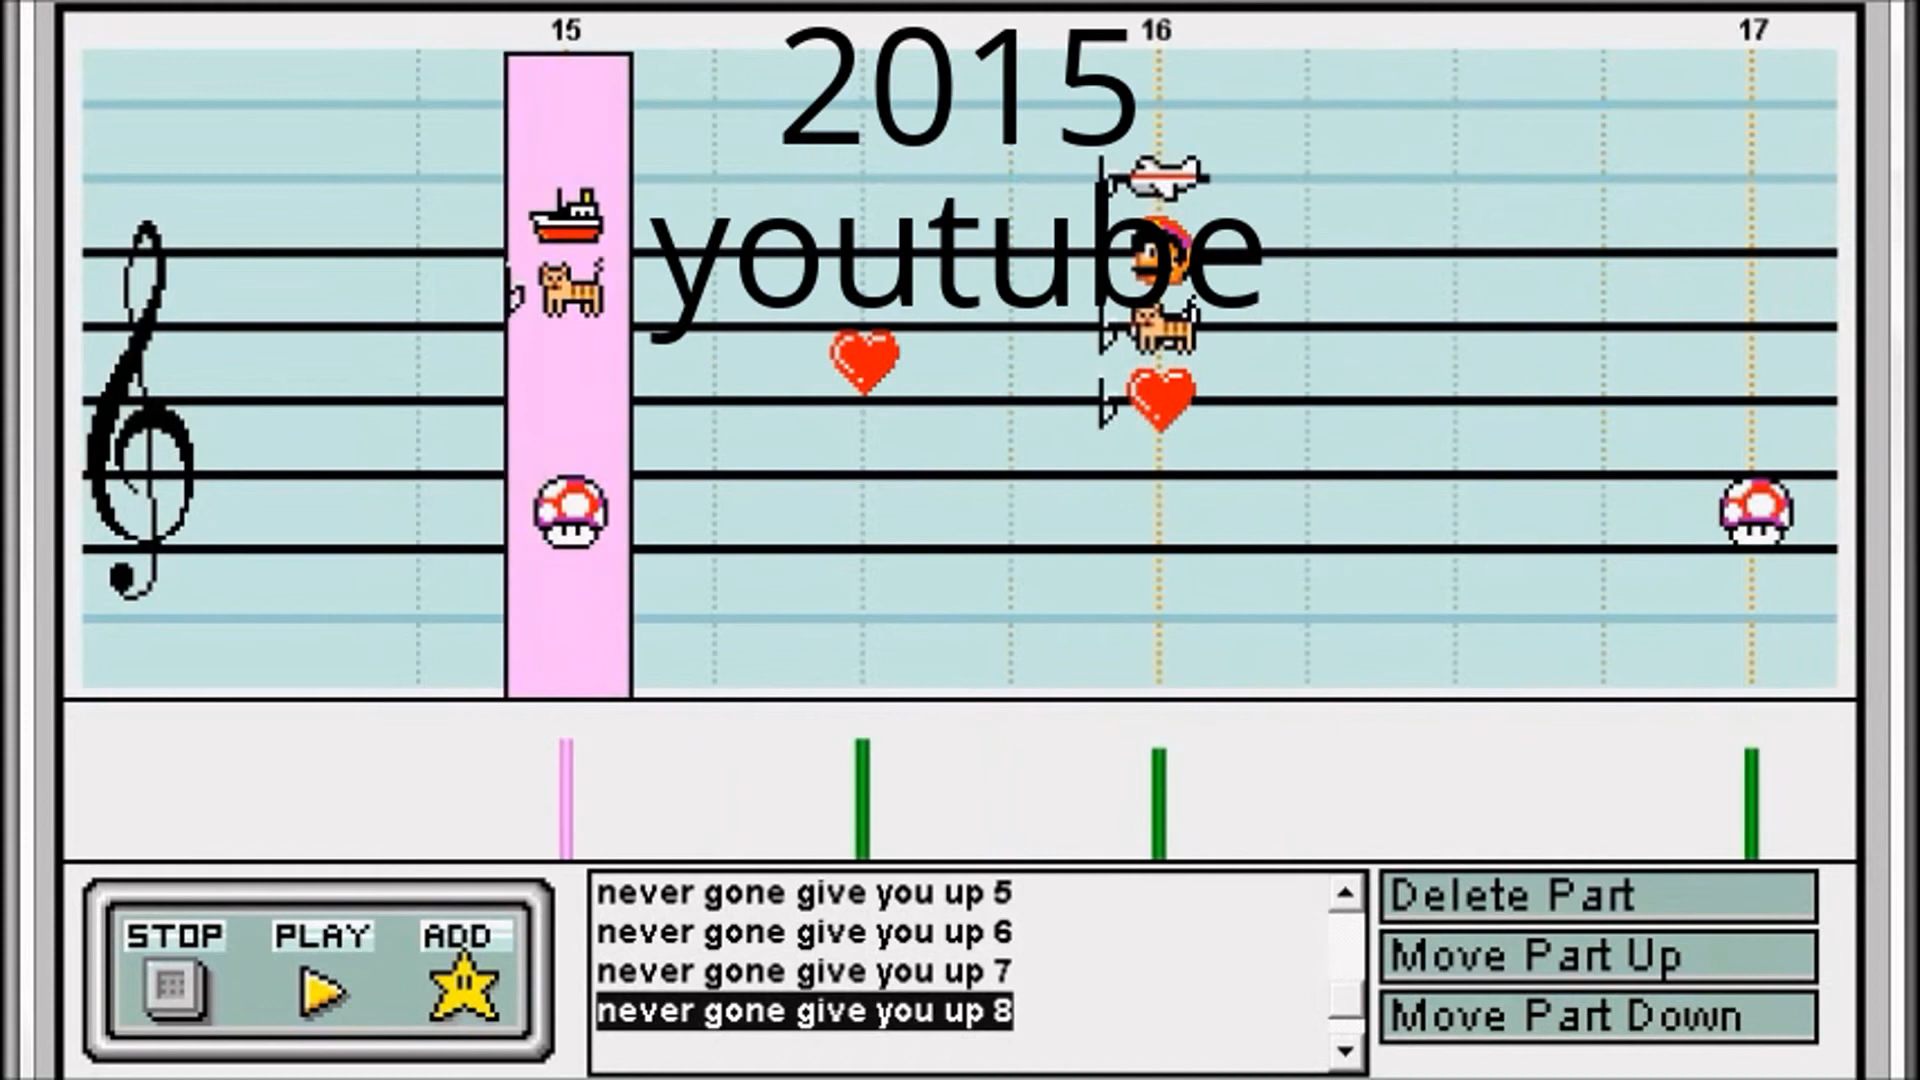 15 16 17
2015
youtube
never gone give you up 5
never gone give you up 6
never gone give you up 7
never gone give you up 8
STOP PLAY ADD
Delete Part
Move Part Up
Move Part Down